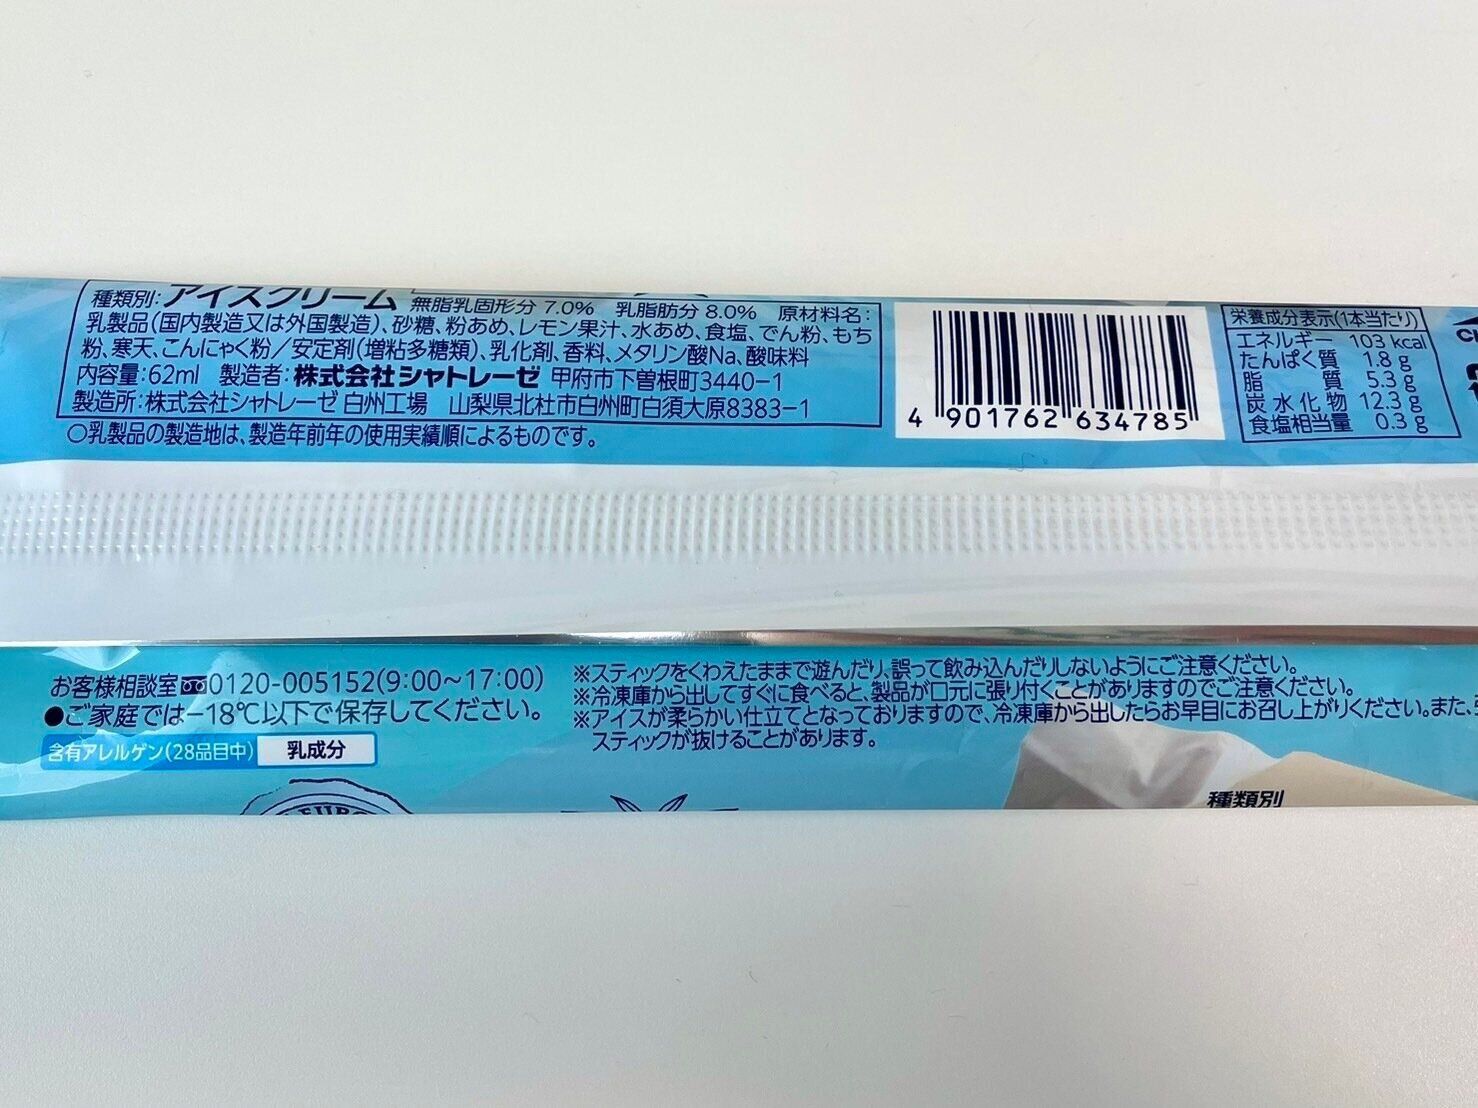 種類別:アイスクリーム 無脂乳固形分 7.0% 乳脂肪分 8.0% 原材料名:
乳製品(国内製造又は外国製造)、砂糖、粉あめ、レモン果汁、水あめ、食塩、でん粉、もち
粉、寒天、こんにゃく粉／安定剤(増粘多糖類)、乳化剤、香料、メタリン酸Na、酸味料
内容量:62ml 製造者:株式会社シャトレーゼ 甲府市下曽根町3440-1
製造所:株式会社シャトレーゼ 白州工場 山梨県北杜市白州町白須大原8383-1
○乳製品の製造地は、製造年前年の使用実績順によるものです。
4 901762 634785
栄養成分表示(1本当たり)
エネルギー 103 kcal
たんぱく質 1.8 g
脂質 5.3 g
炭水化物 12.3 g
食塩相当量 0.3 g
お客様相談室 0120-005152(9:00～17:00)
●ご家庭では-18℃以下で保存してください。
含有アレルゲン(28品目中) 乳成分
※スティックをくわえたままで遊んだり、誤って飲み込んだりしないようにご注意ください。
※冷凍庫から出してすぐに食べると、製品が口元に張り付くことがありますのでご注意ください。
※アイスが柔らかい仕立てとなっておりますので、冷凍庫から出したらお早目にお召し上がりください。また、
スティックが抜けることがあります。
種類別